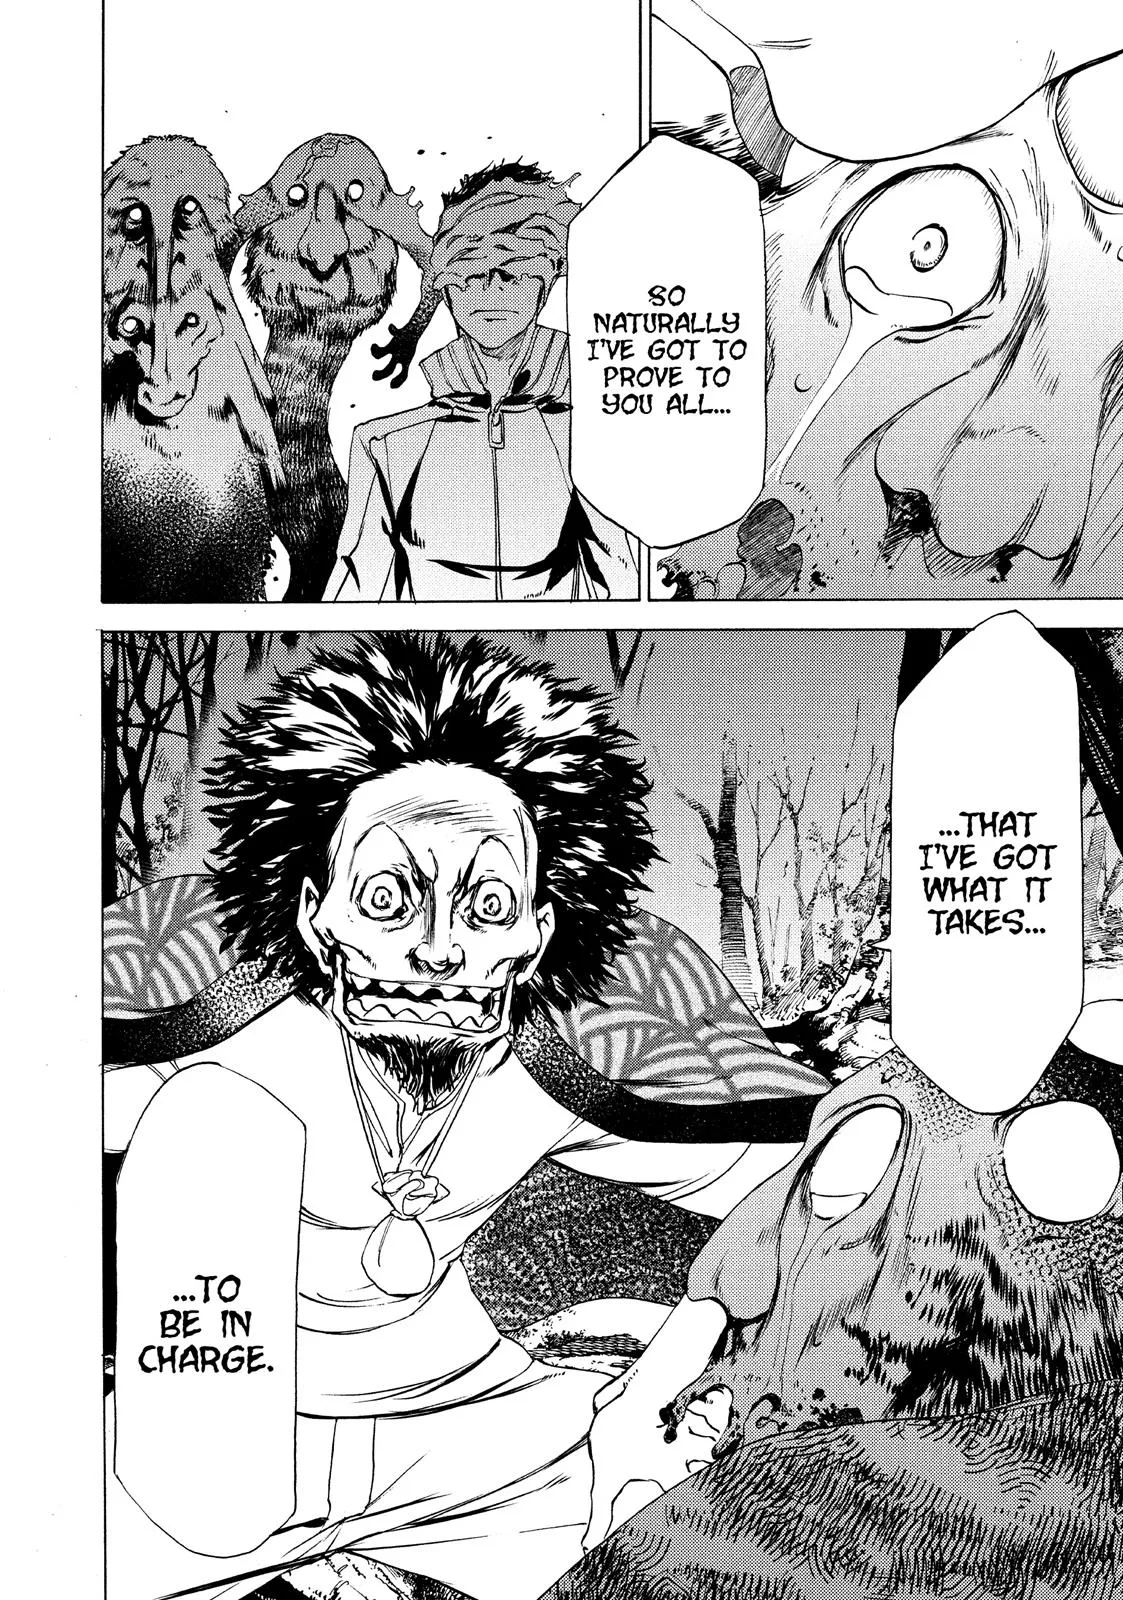 SO
NATURALLY
I'VE GOT TO
PROVE TO
YOU ALL...
...THAT
I'VE GOT
WHAT IT
TAKES...
...TO
BE IN
CHARGE.